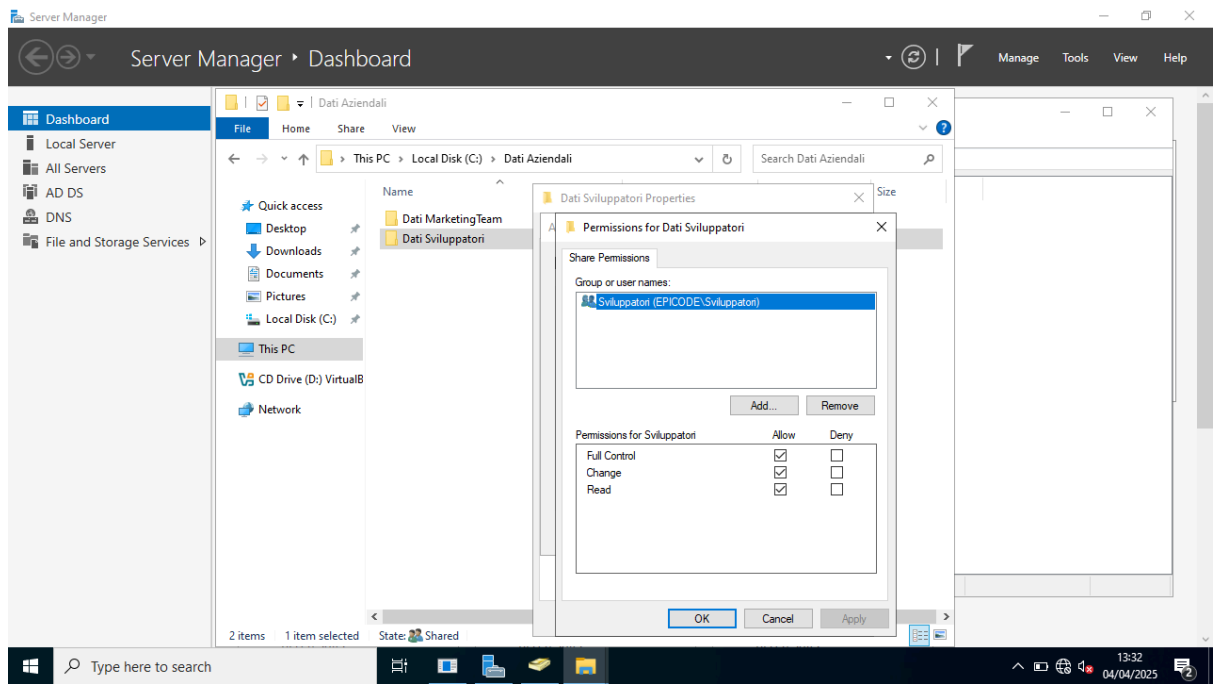 Server Manager
Server Manager ‣ Dashboard
Manage Tools View Help
Dashboard
Local Server
All Servers
AD DS
DNS
File and Storage Services
Dati Aziendali
File Home Share View
This PC > Local Disk (C:) > Dati Aziendali
Search Dati Aziendali
Quick access
Desktop
Downloads
Documents
Pictures
Local Disk (C:)
This PC
CD Drive (D:) VirtualB
Network
Name
Size
Dati MarketingTeam
Dati Sviluppatori
Dati Sviluppatori Properties
A
Permissions for Dati Sviluppatori
Share Permissions
Group or user names:
Sviluppatori (EPICODE\Sviluppatori)
Add... Remove
Permissions for Sviluppatori Allow Deny
Full Control
Change
Read
OK Cancel Apply
2 items 1 item selected State: Shared
Type here to search
13:32
04/04/2025
2